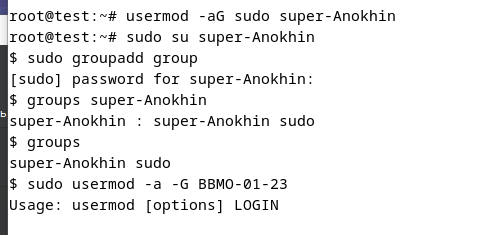 root@test:~# usermod -aG sudo super-Anokhin
root@test:~# sudo su super-Anokhin
$ sudo groupadd group
[sudo] password for super-Anokhin:
$ groups super-Anokhin
super-Anokhin : super-Anokhin sudo
$ groups
super-Anokhin sudo
$ sudo usermod -a -G BBMO-01-23
Usage: usermod [options] LOGIN